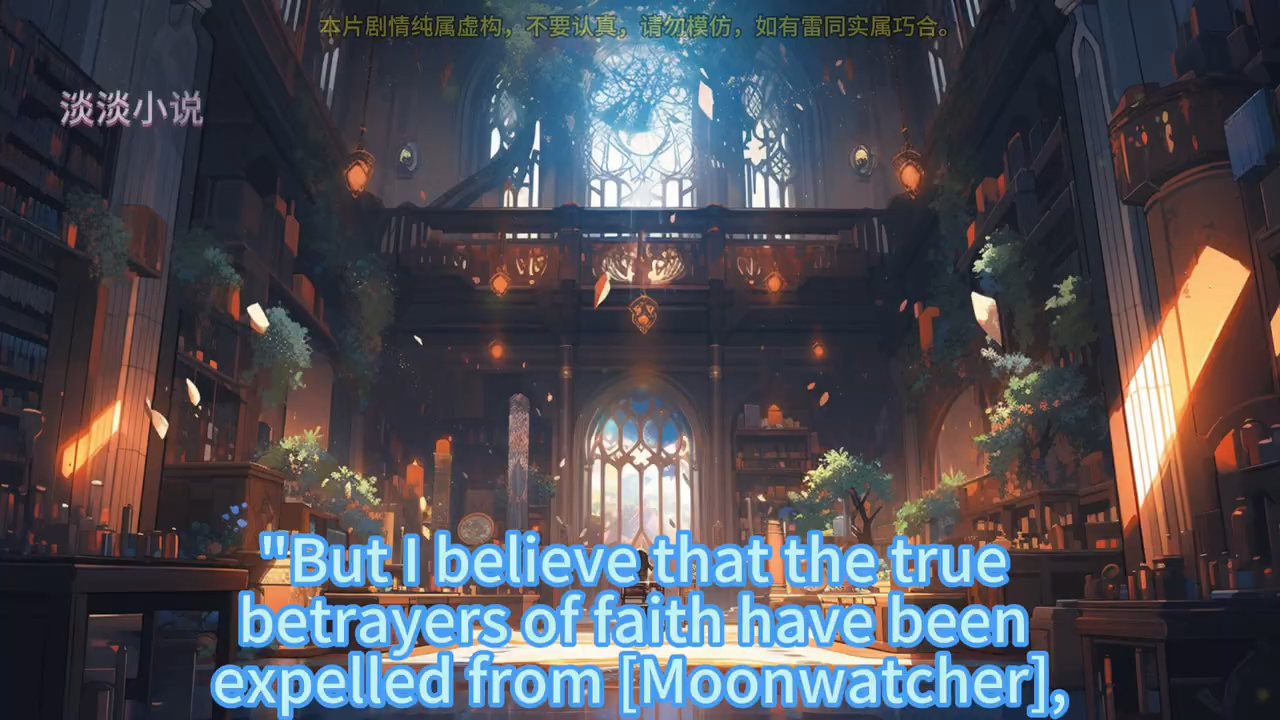 本片剧情纯属虚构，不要认真，请勿模仿，如有雷同实属巧合。
淡淡小说
"But I believe that the true
betrayers of faith have been
expelled from [Moonwatcher],